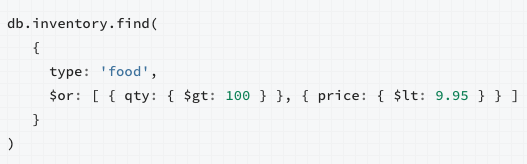 db.inventory.find(
{
type: 'food',
$or: [ { qty: { $gt: 100 } }, { price: { $lt: 9.95 } } ]
}
)